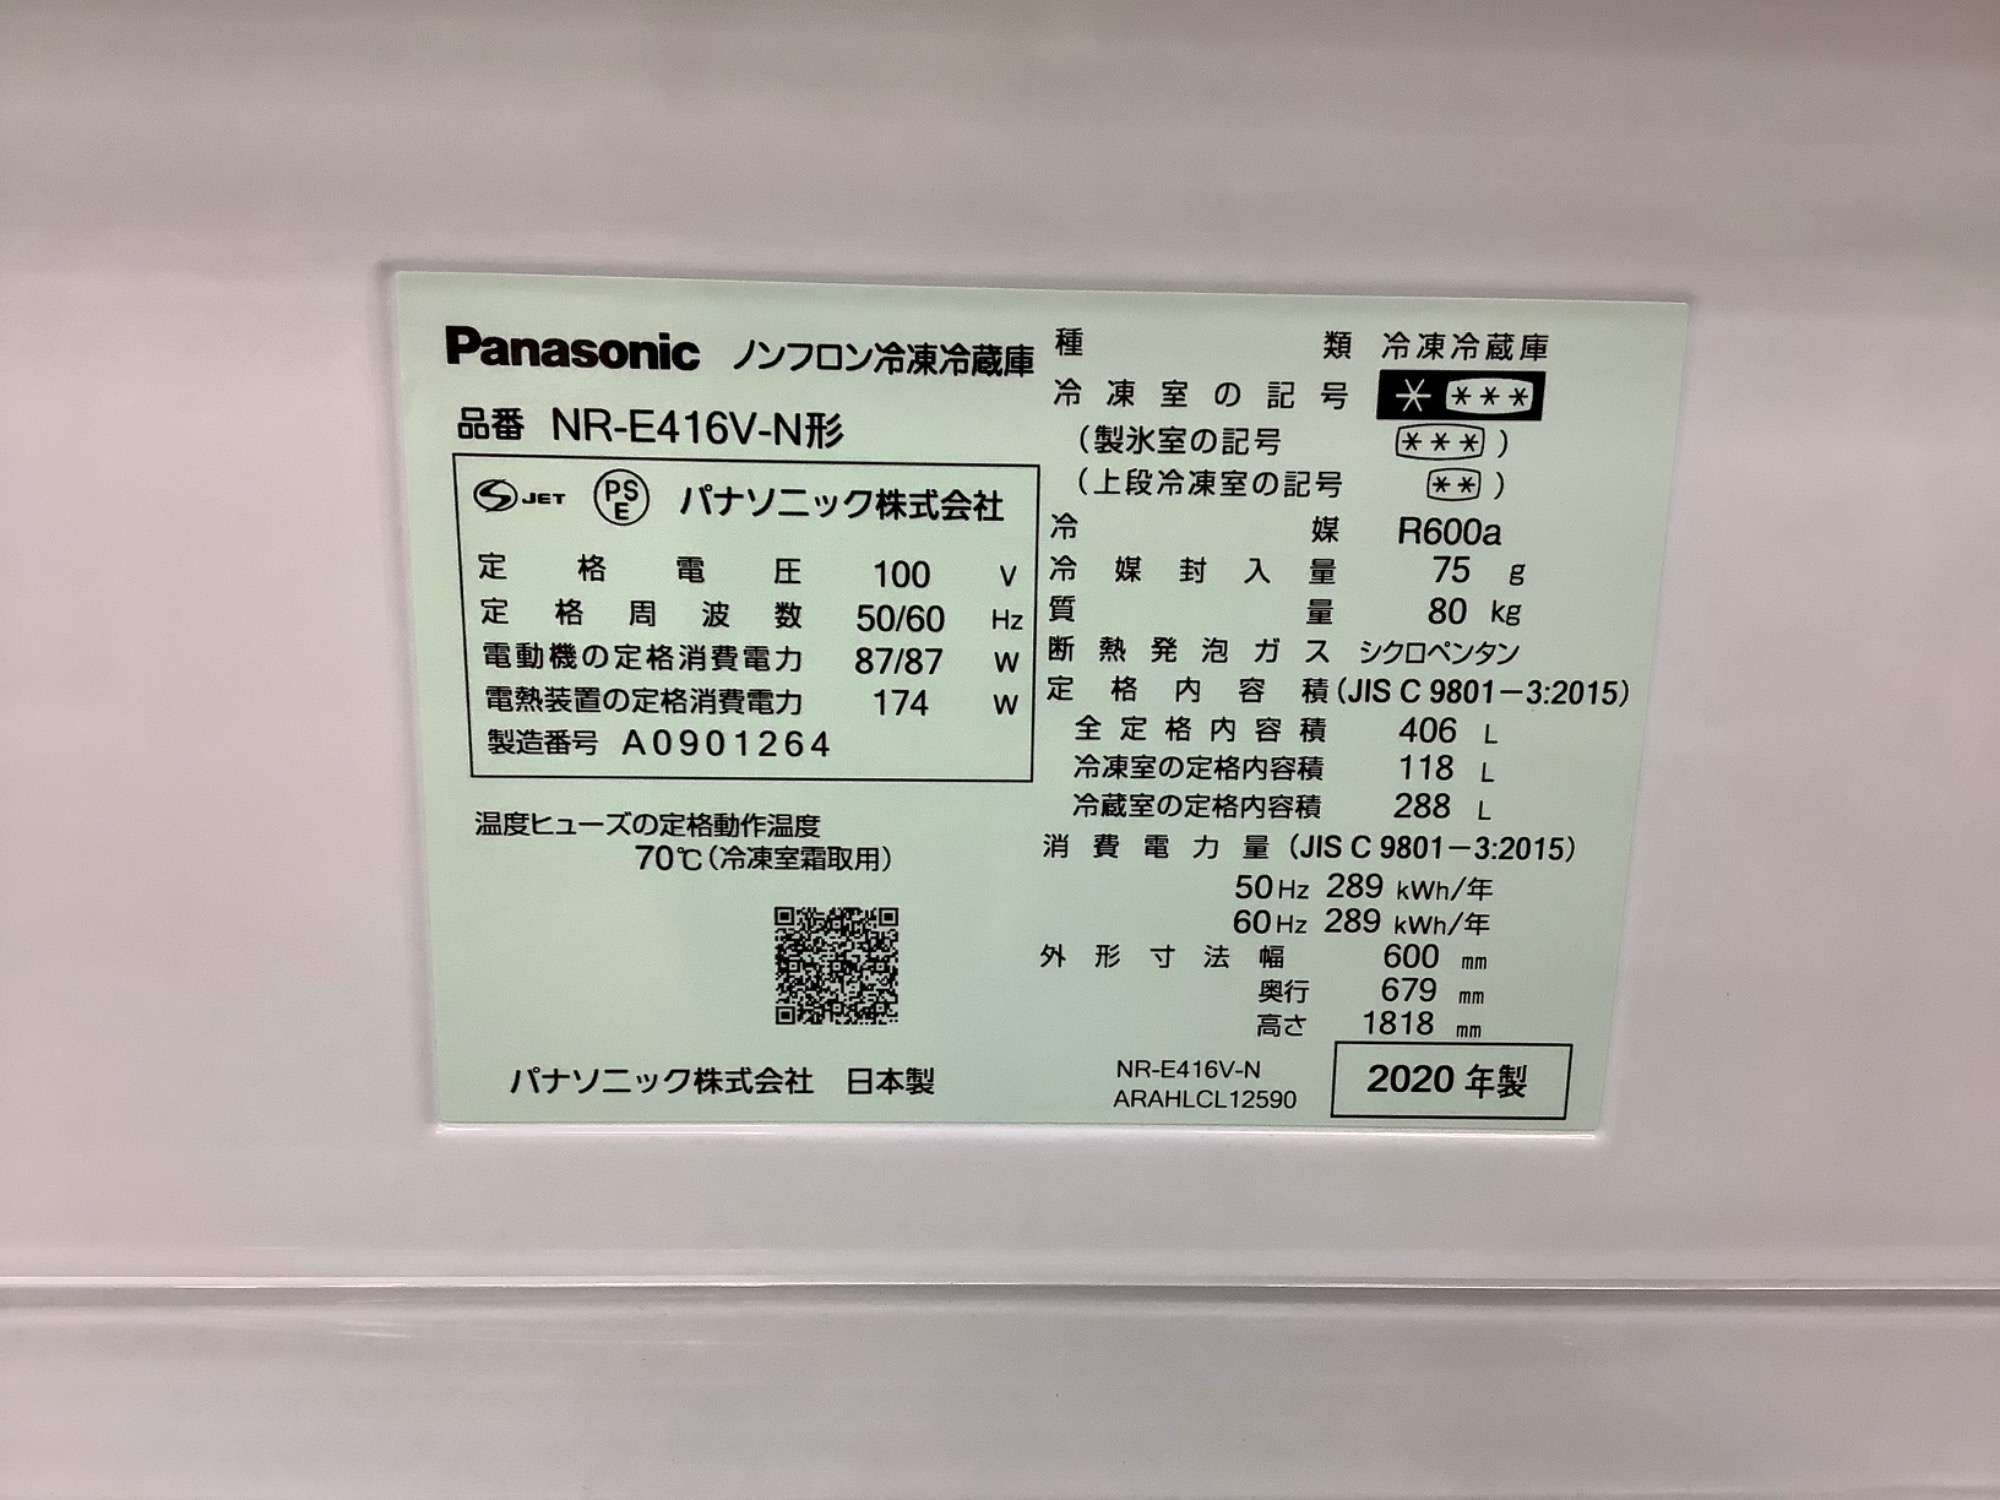 Panasonic ノンフロン冷凍冷蔵庫
品番 NR-E416V-N形
S JET PSE パナソニック株式会社
定格電圧 100 V
定格周波数 50/60 Hz
電動機の定格消費電力 87/87 W
電熱装置の定格消費電力 174 W
製造番号 A0901264
温度ヒューズの定格動作温度
70℃(冷凍室霜取用)
パナソニック株式会社 日本製
種類 冷凍冷蔵庫
冷凍室の記号 * ***
(製氷室の記号 ***)
(上段冷凍室の記号 **)
冷媒 R600a
冷媒封入量 75 g
質量 80 kg
断熱発泡ガス シクロペンタン
定格内容積(JIS C 9801-3:2015)
全定格内容積 406 L
冷凍室の定格内容積 118 L
冷蔵室の定格内容積 288 L
消費電力量(JIS C 9801-3:2015)
50Hz 289 kWh/年
60Hz 289 kWh/年
外形寸法 幅 600 mm
奥行 679 mm
高さ 1818 mm
NR-E416V-N
ARAHLCL12590
2020 年製